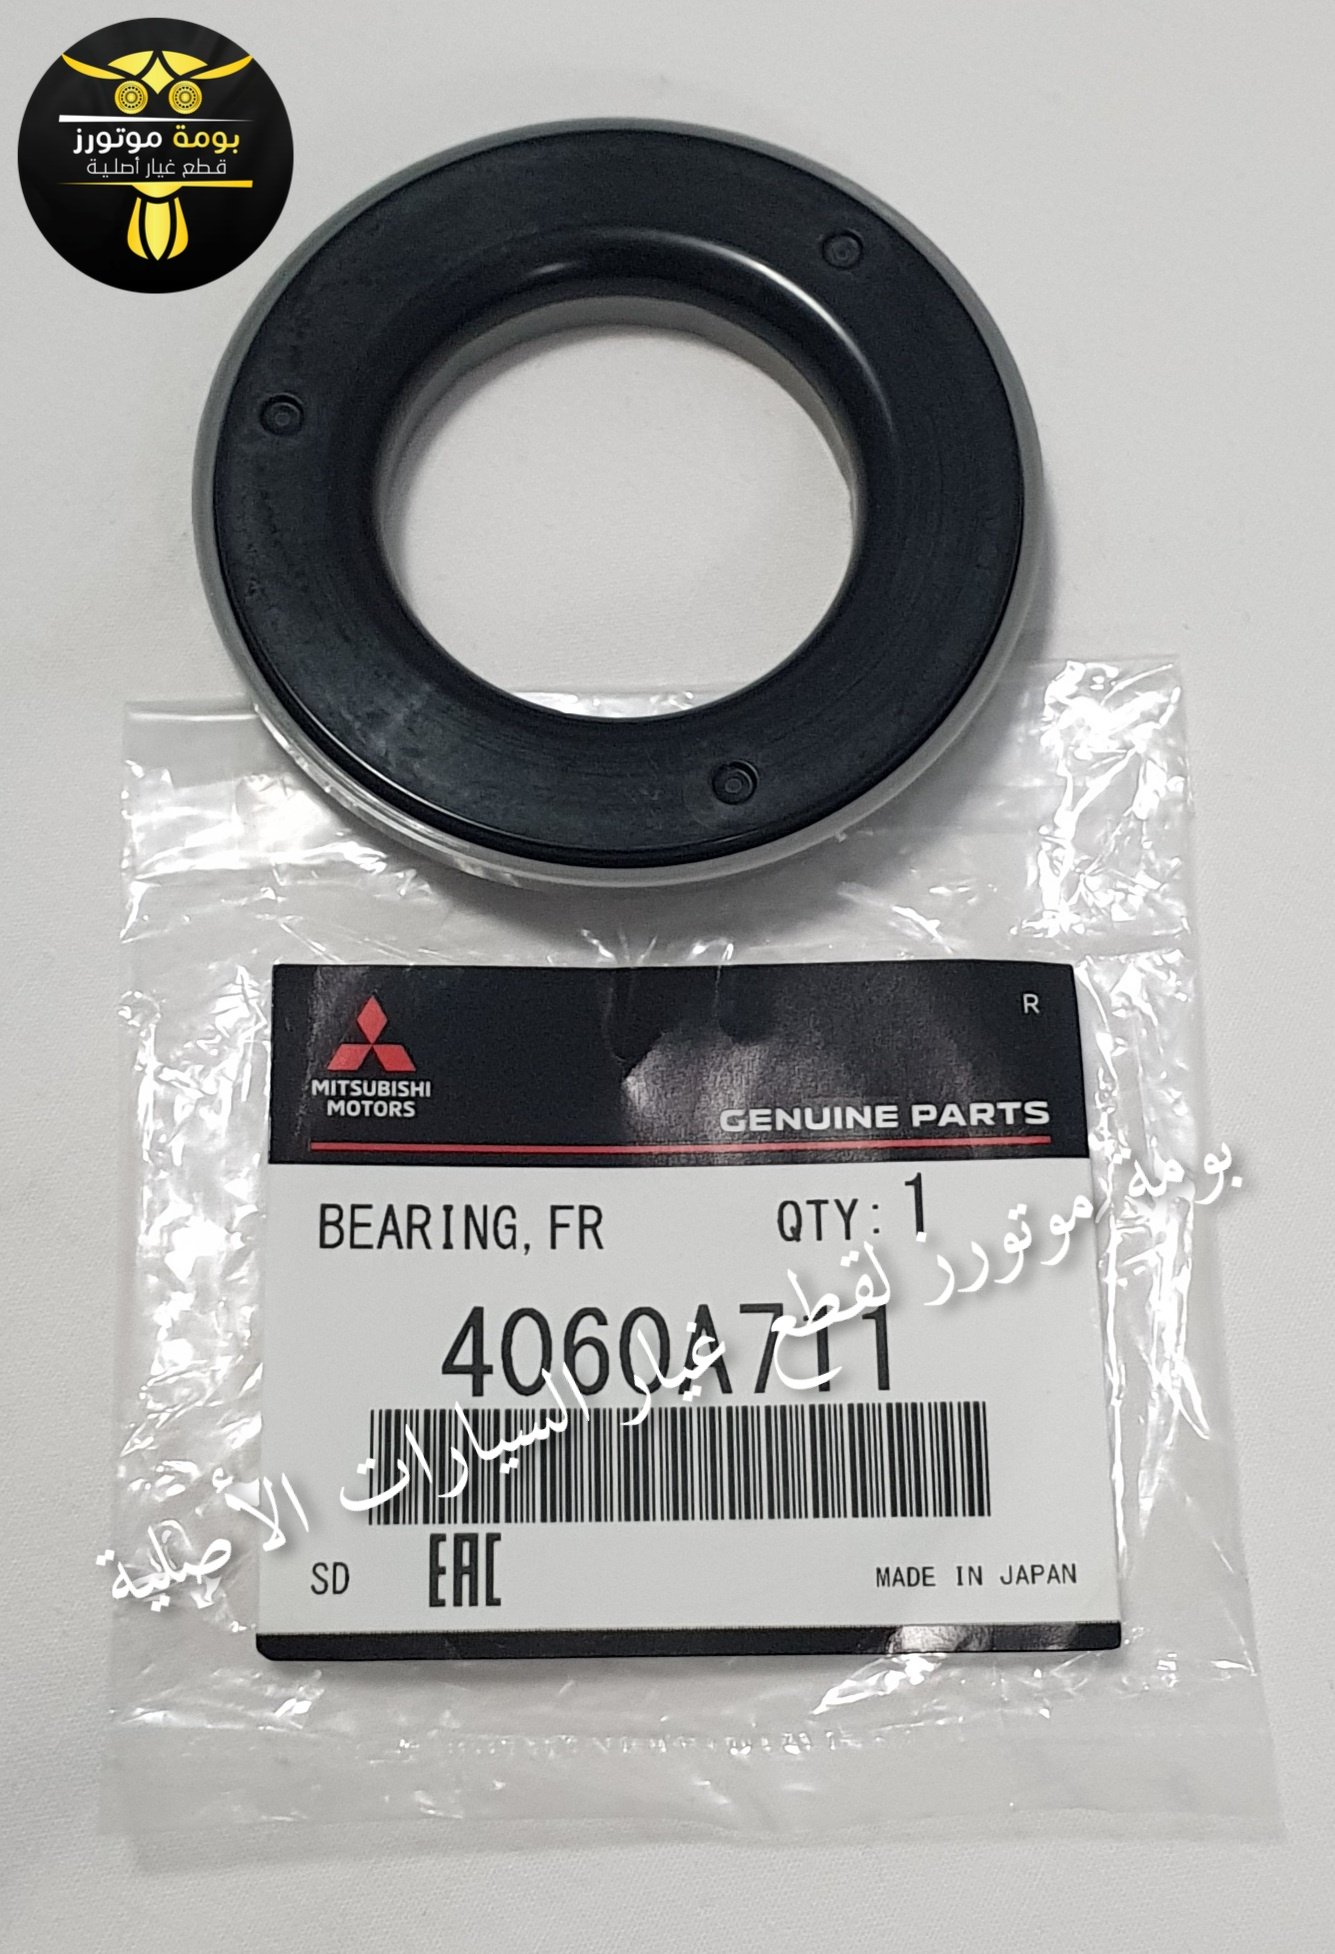 بومة موتورز
قطع غيار أصلية
R
MITSUBISHI
MOTORS
GENUINE PARTS
BEARING, FR QTY: 1
4060A711
بومة موتورز لقطع غيار السيارات الأصلية
SD EAC MADE IN JAPAN